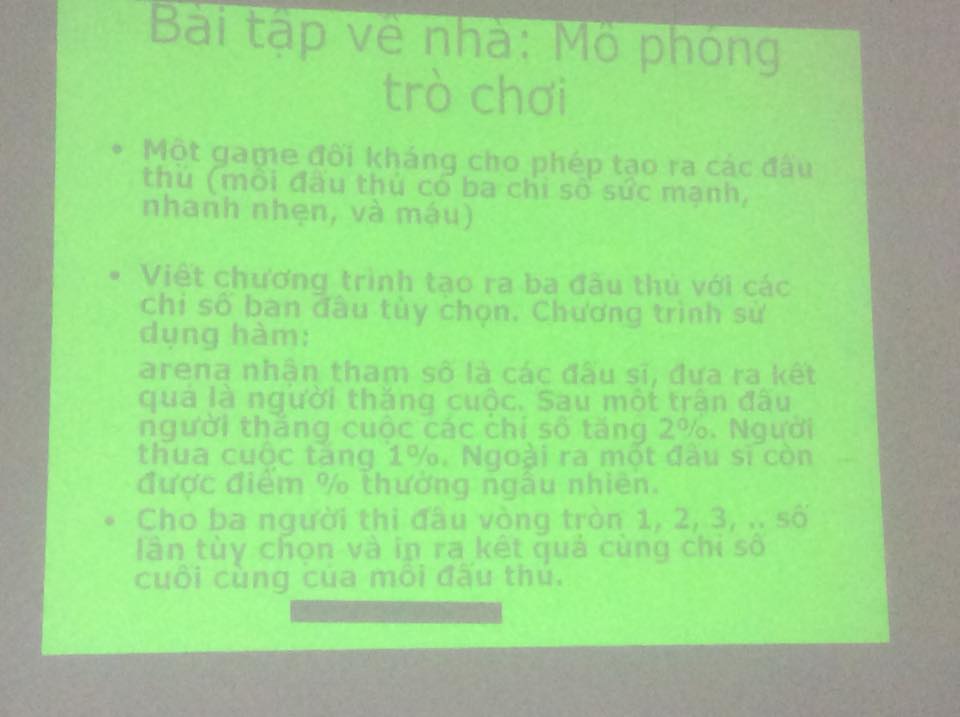 Bài tập về nhà: Mô phỏng
trò chơi
• Một game đối kháng cho phép tạo ra các đấu
thủ (mỗi đấu thủ có ba chỉ số sức mạnh,
nhanh nhẹn, và máu)
• Viết chương trình tạo ra ba đấu thủ với các
chỉ số ban đầu tùy chọn. Chương trình sử
dụng hàm:
arena nhận tham số là các đấu sĩ, đưa ra kết
quả là người thắng cuộc. Sau một trận đấu
người thắng cuộc các chỉ số tăng 2%. Người
thua cuộc tăng 1%. Ngoài ra một đấu sĩ còn
được điểm % thưởng ngẫu nhiên.
• Cho ba người thi đấu vòng tròn 1, 2, 3, .. số
lần tùy chọn và in ra kết quả cùng chỉ số
cuối cùng của mỗi đấu thủ.